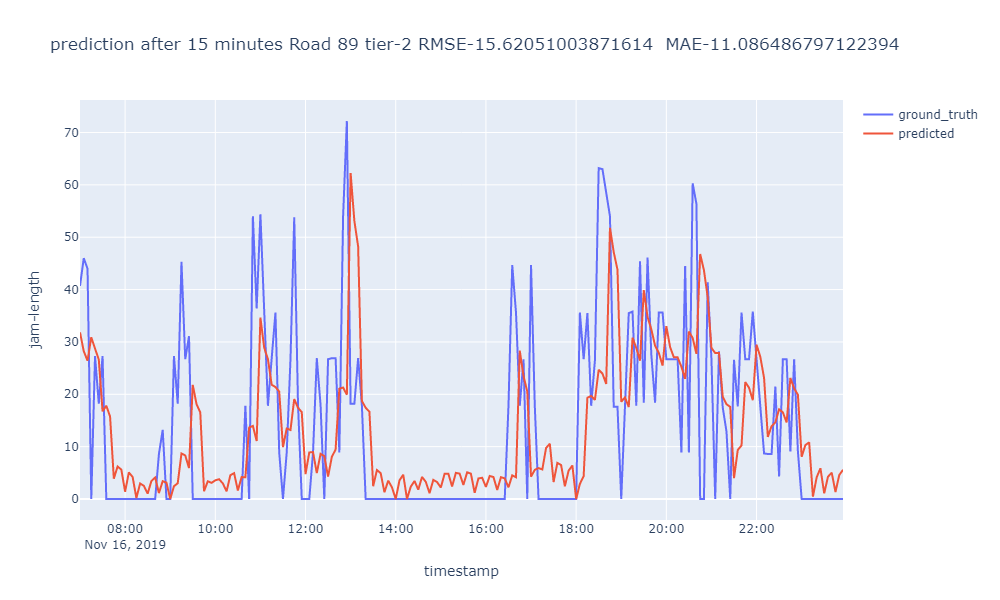 prediction after 15 minutes Road 89 tier-2 RMSE-15.62051003871614  MAE-11.086486797122394
ground_truth
predicted
jam-length
70
60
50
40
30
20
10
0
08:00 10:00 12:00 14:00 16:00 18:00 20:00 22:00
Nov 16, 2019
timestamp